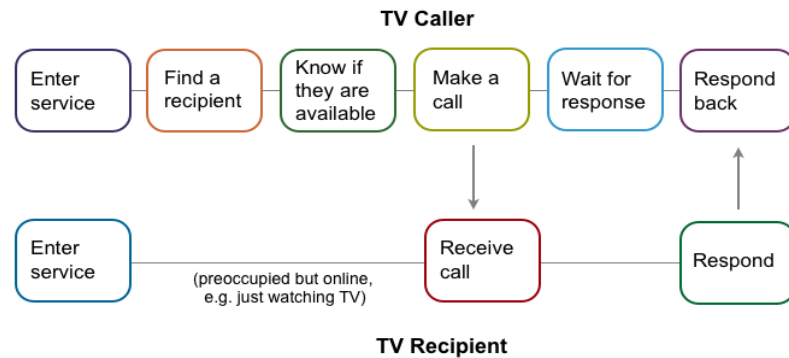 TV Caller
Enter
service
Find a
recipient
Know if
they are
available
Make a
call
Wait for
response
Respond
back
Enter
service
(preoccupied but online,
e.g. just watching TV)
Receive
call
Respond
TV Recipient